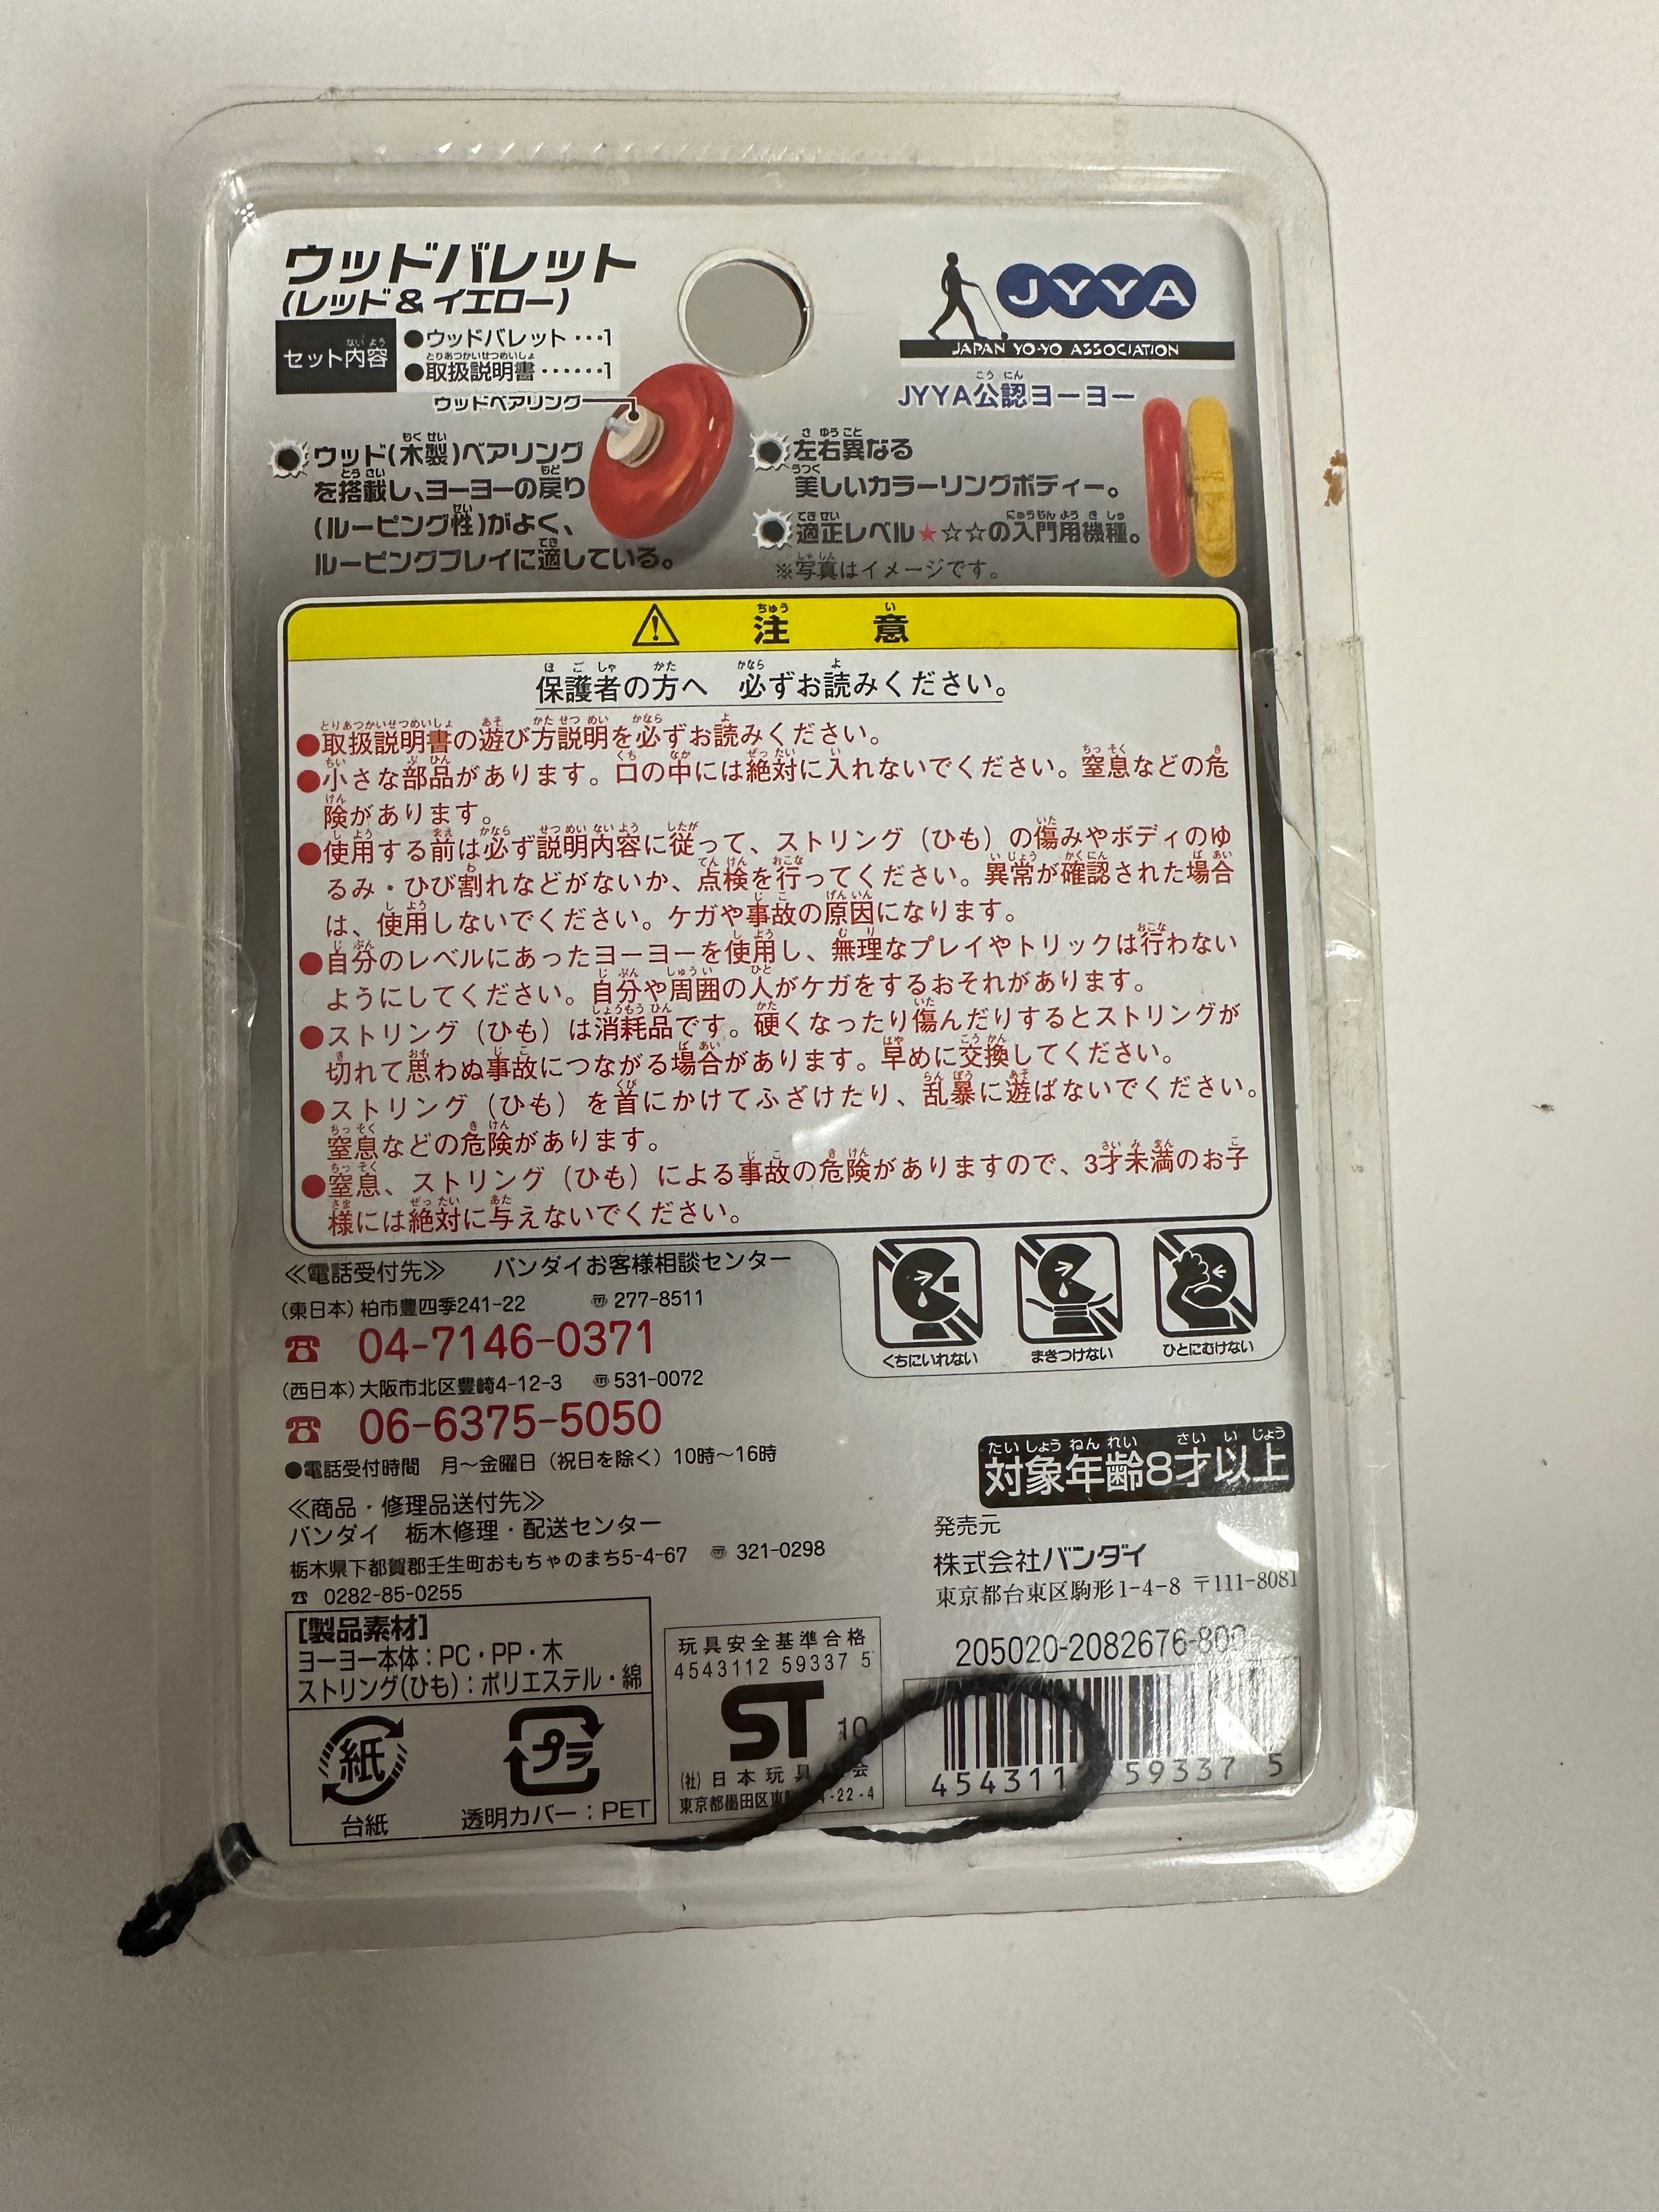 ウッドバレット
(レッド&イエロー)
セット内容
●ウッドバレット…1
●取扱説明書……1
ウッドベアリング
ウッド(木製)ベアリング
を搭載し、ヨーヨーの戻り
(ルーピング性)がよく、
ルーピングプレイに適している。
JYYA
JAPAN YO-YO ASSOCIATION
JYYA公認ヨーヨー
左右異なる
美しいカラーリングボディー。
適正レベル★☆☆の入門用機種。
※写真はイメージです。
注意
保護者の方へ 必ずお読みください。
●取扱説明書の遊び方説明を必ずお読みください。
●小さな部品があります。口の中には絶対に入れないでください。窒息などの危
険があります。
●使用する前は必ず説明内容に従って、ストリング(ひも)の傷みやボディのゆ
るみ・ひび割れなどがないか、点検を行ってください。異常が確認された場合
は、使用しないでください。ケガや事故の原因になります。
●自分のレベルにあったヨーヨーを使用し、無理なプレイやトリックは行わない
ようにしてください。自分や周囲の人がケガをするおそれがあります。
●ストリング(ひも)は消耗品です。硬くなったり傷んだりするとストリングが
切れて思わぬ事故につながる場合があります。早めに交換してください。
●ストリング(ひも)を首にかけてふざけたり、乱暴に遊ばないでください。
窒息などの危険があります。
●窒息、ストリング(ひも)による事故の危険がありますので、3才未満のお子
様には絶対に与えないでください。
くちにいれない
まきつけない
ひとにむけない
≪電話受付先≫ バンダイお客様相談センター
(東日本)柏市豊四季241-22 〒277-8511
☎ 04-7146-0371
(西日本)大阪市北区豊崎4-12-3 〒531-0072
☎ 06-6375-5050
●電話受付時間 月〜金曜日(祝日を除く)10時〜16時
≪商品・修理品送付先≫
バンダイ 栃木修理・配送センター
栃木県下都賀郡壬生町おもちゃのまち5-4-67 〒321-0298
☎ 0282-85-0255
対象年齢8才以上
発売元
株式会社バンダイ
東京都台東区駒形1-4-8 〒111-8081
205020-2082676-800
[製品素材]
ヨーヨー本体:PC・PP・木
ストリング(ひも):ポリエステル・綿
紙
台紙
プラ
透明カバー:PET
玩具安全基準合格
4543112 59337 5
ST 10
(社)日本玩具 会
東京都墨田区東 4-22-4
454311 59337 5